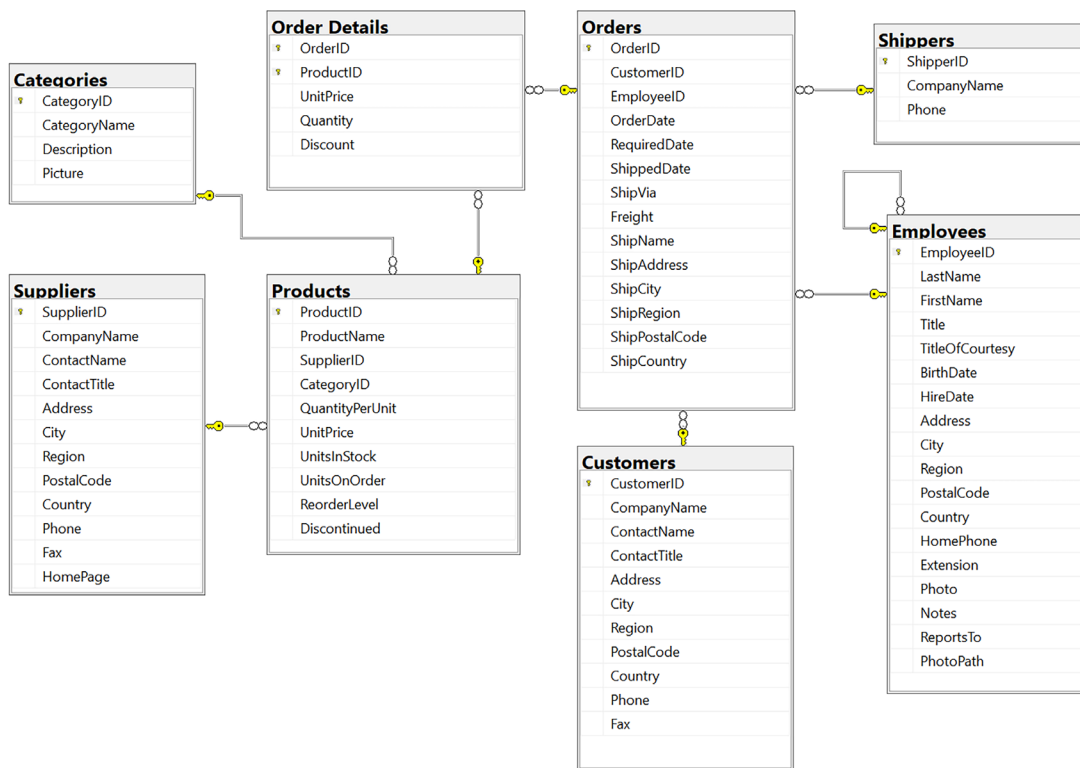 Categories
CategoryID
CategoryName
Description
Picture
Order Details
OrderID
ProductID
UnitPrice
Quantity
Discount
Orders
OrderID
CustomerID
EmployeeID
OrderDate
RequiredDate
ShippedDate
ShipVia
Freight
ShipName
ShipAddress
ShipCity
ShipRegion
ShipPostalCode
ShipCountry
Shippers
ShipperID
CompanyName
Phone
Suppliers
SupplierID
CompanyName
ContactName
ContactTitle
Address
City
Region
PostalCode
Country
Phone
Fax
HomePage
Products
ProductID
ProductName
SupplierID
CategoryID
QuantityPerUnit
UnitPrice
UnitsInStock
UnitsOnOrder
ReorderLevel
Discontinued
Customers
CustomerID
CompanyName
ContactName
ContactTitle
Address
City
Region
PostalCode
Country
Phone
Fax
Employees
EmployeeID
LastName
FirstName
Title
TitleOfCourtesy
BirthDate
HireDate
Address
City
Region
PostalCode
Country
HomePhone
Extension
Photo
Notes
ReportsTo
PhotoPath